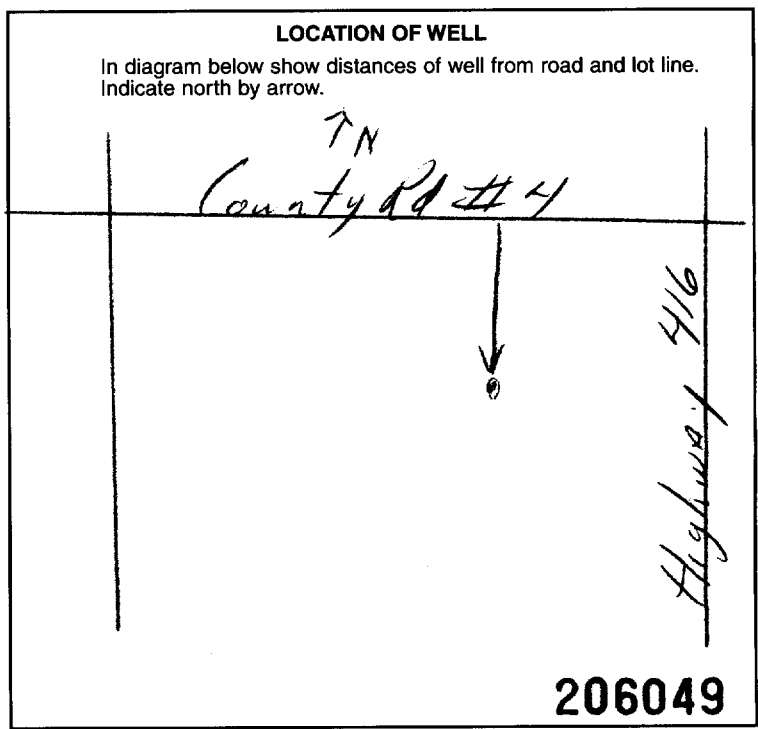 LOCATION OF WELL
In diagram below show distances of well from road and lot line.
Indicate north by arrow.
N
County Rd # 4
Highway 416
206049